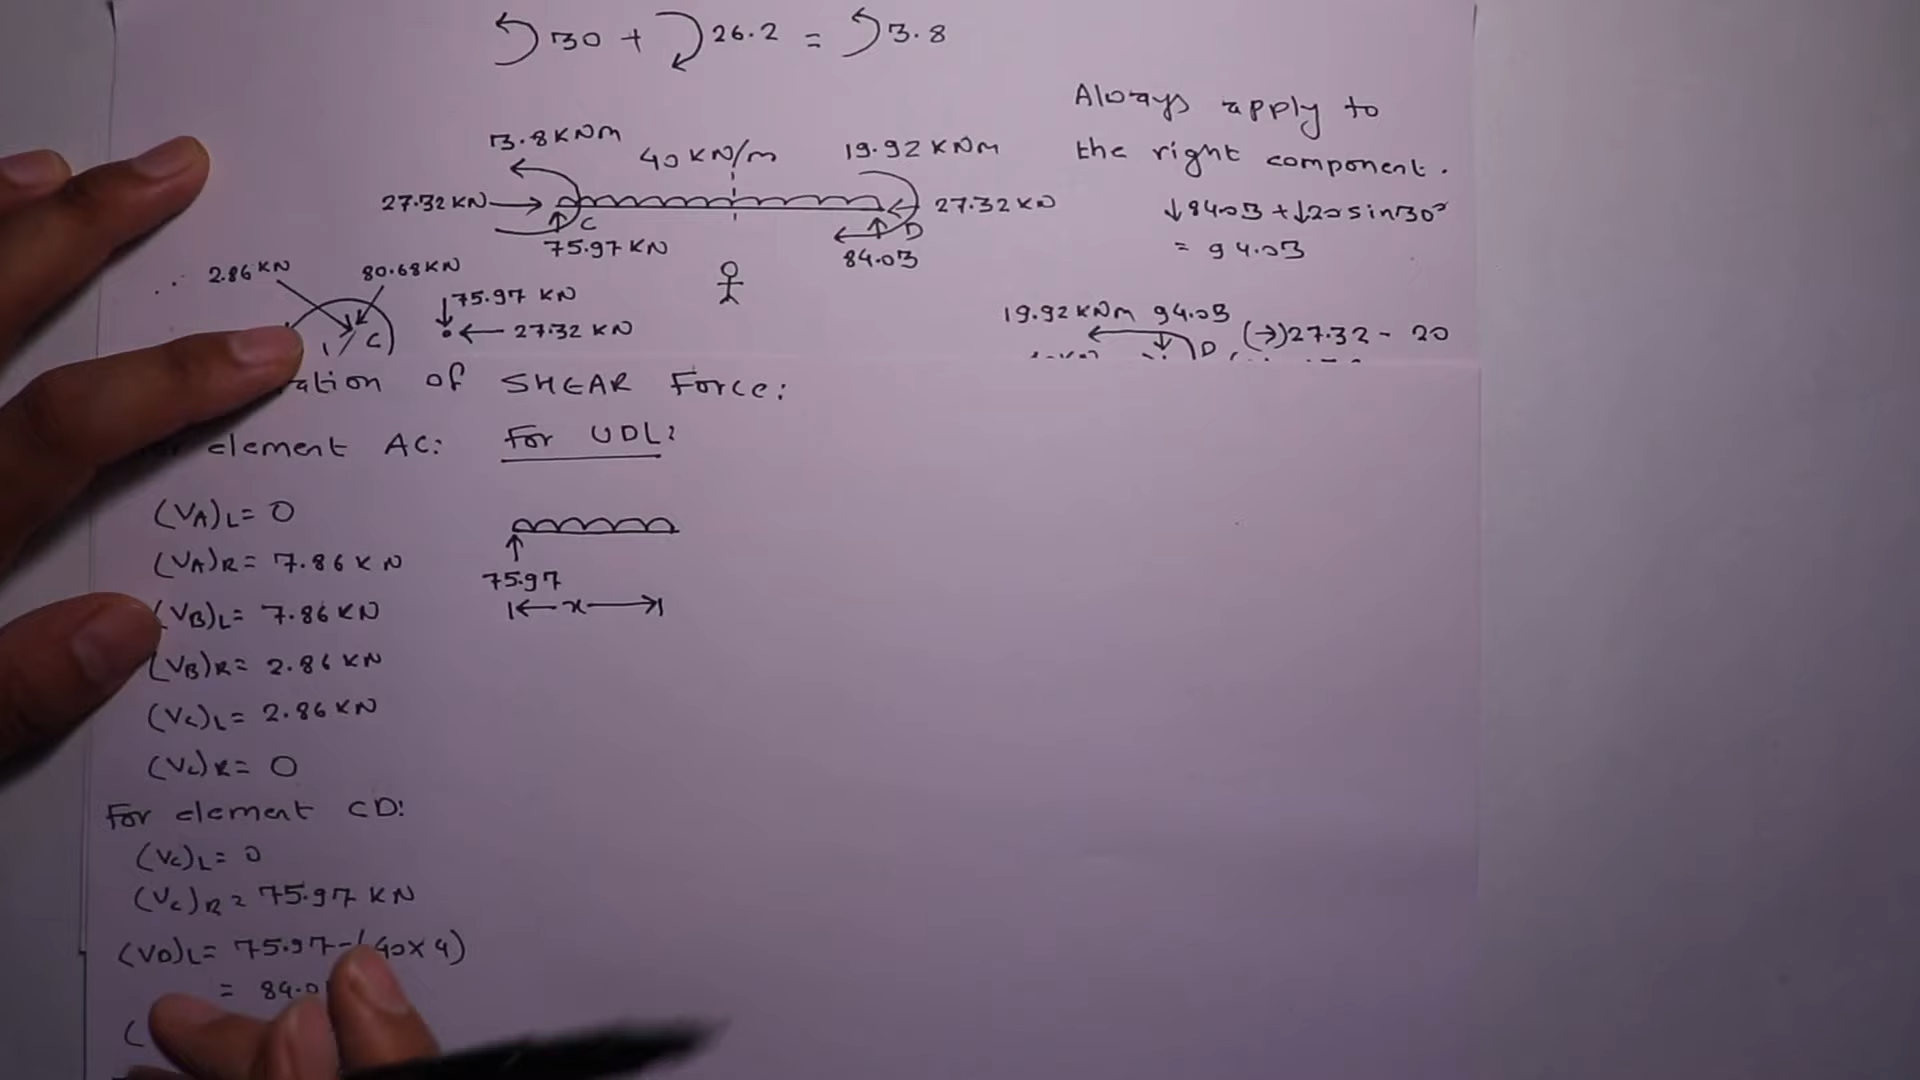 30 + 26.2 = 3.8
Always apply to
the right component.
↓84.03 + ↓20 sin30°
= 94.03
3.8 KNm
40 KN/m
19.92 KNm
27.32 KN
27.32 KN
C
D
75.97 KN
84.03
2.86 KN
80.68 KN
C
↓75.97 KN
← 27.32 KN
19.92 KNm 94.03
D
(→)27.32 - 20
ation of SHEAR Force:
element AC:
For UDL:
(VA)L= 0
(VA)R= 7.86 KN
(VB)L= 7.86 KN
(VB)R= 2.86 KN
(Vc)L= 2.86 KN
(Vc)R= 0
75.97
x
For element CD:
(Vc)L= 0
(Vc)R= 75.97 KN
(VD)L= 75.97-(40×4)
= 84.0
(